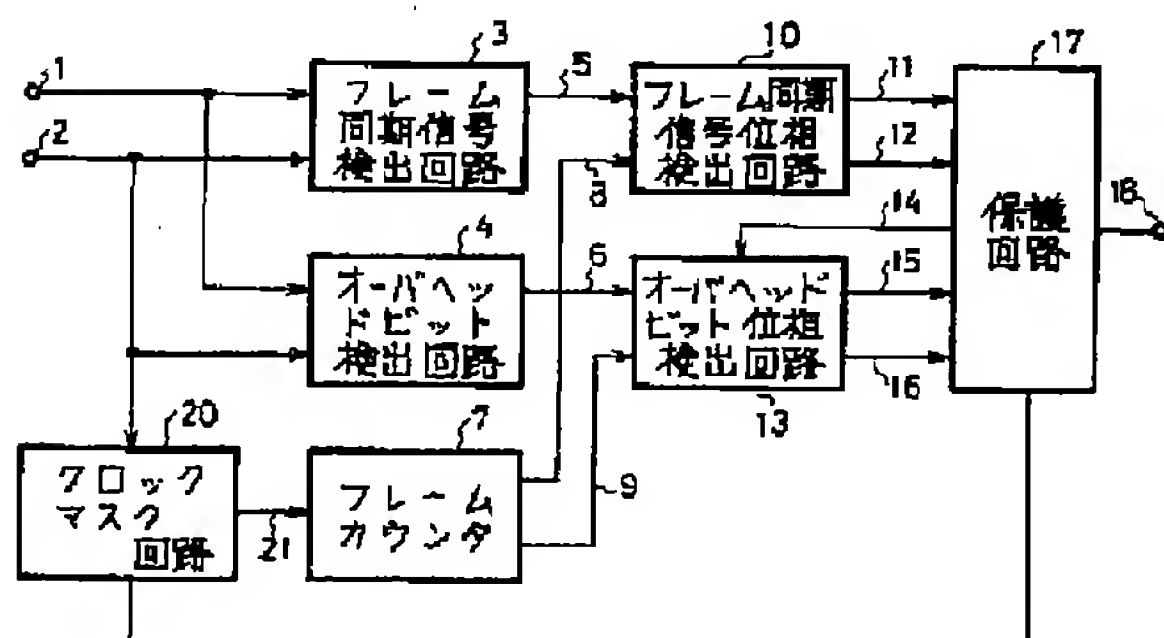 1
2
3
フレーム
同期信号
検出回路
5
10
フレーム同期
信号位相
検出回路
11
12
8
17
保護
回路
18
4
オーバヘッ
ドビット
検出回路
6
14
オーバヘッド
ビット位相
検出回路
13
15
16
20
クロック
マスク
回路
21
7
フレーム
カウンタ
9